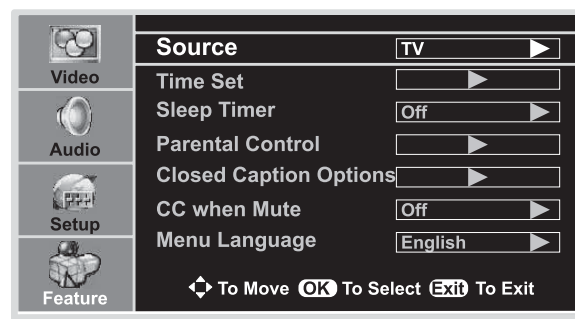 Video
Audio
Setup
Feature
Source TV
Time Set
Sleep Timer Off
Parental Control
Closed Caption Options
CC when Mute Off
Menu Language English
To Move OK To Select Exit To Exit